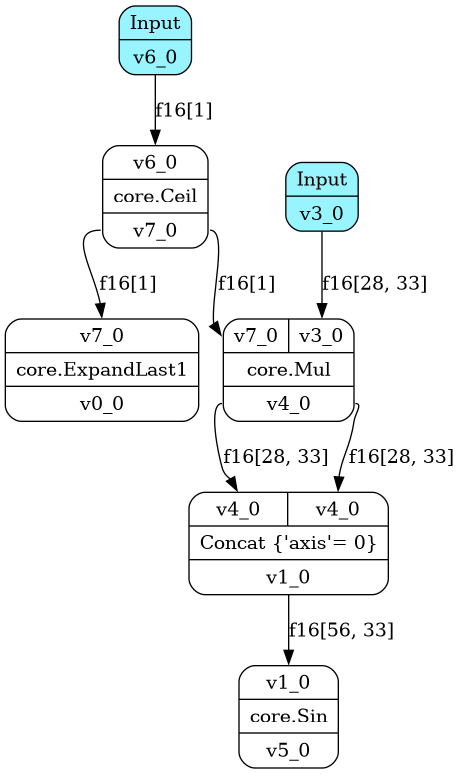 Input
v6_0
f16[1]
v6_0
core.Ceil
v7_0
Input
v3_0
f16[1]
f16[1]
f16[28, 33]
v7_0
core.ExpandLast1
v0_0
v7_0 v3_0
core.Mul
v4_0
f16[28, 33]
f16[28, 33]
v4_0 v4_0
Concat {'axis'= 0}
v1_0
f16[56, 33]
v1_0
core.Sin
v5_0